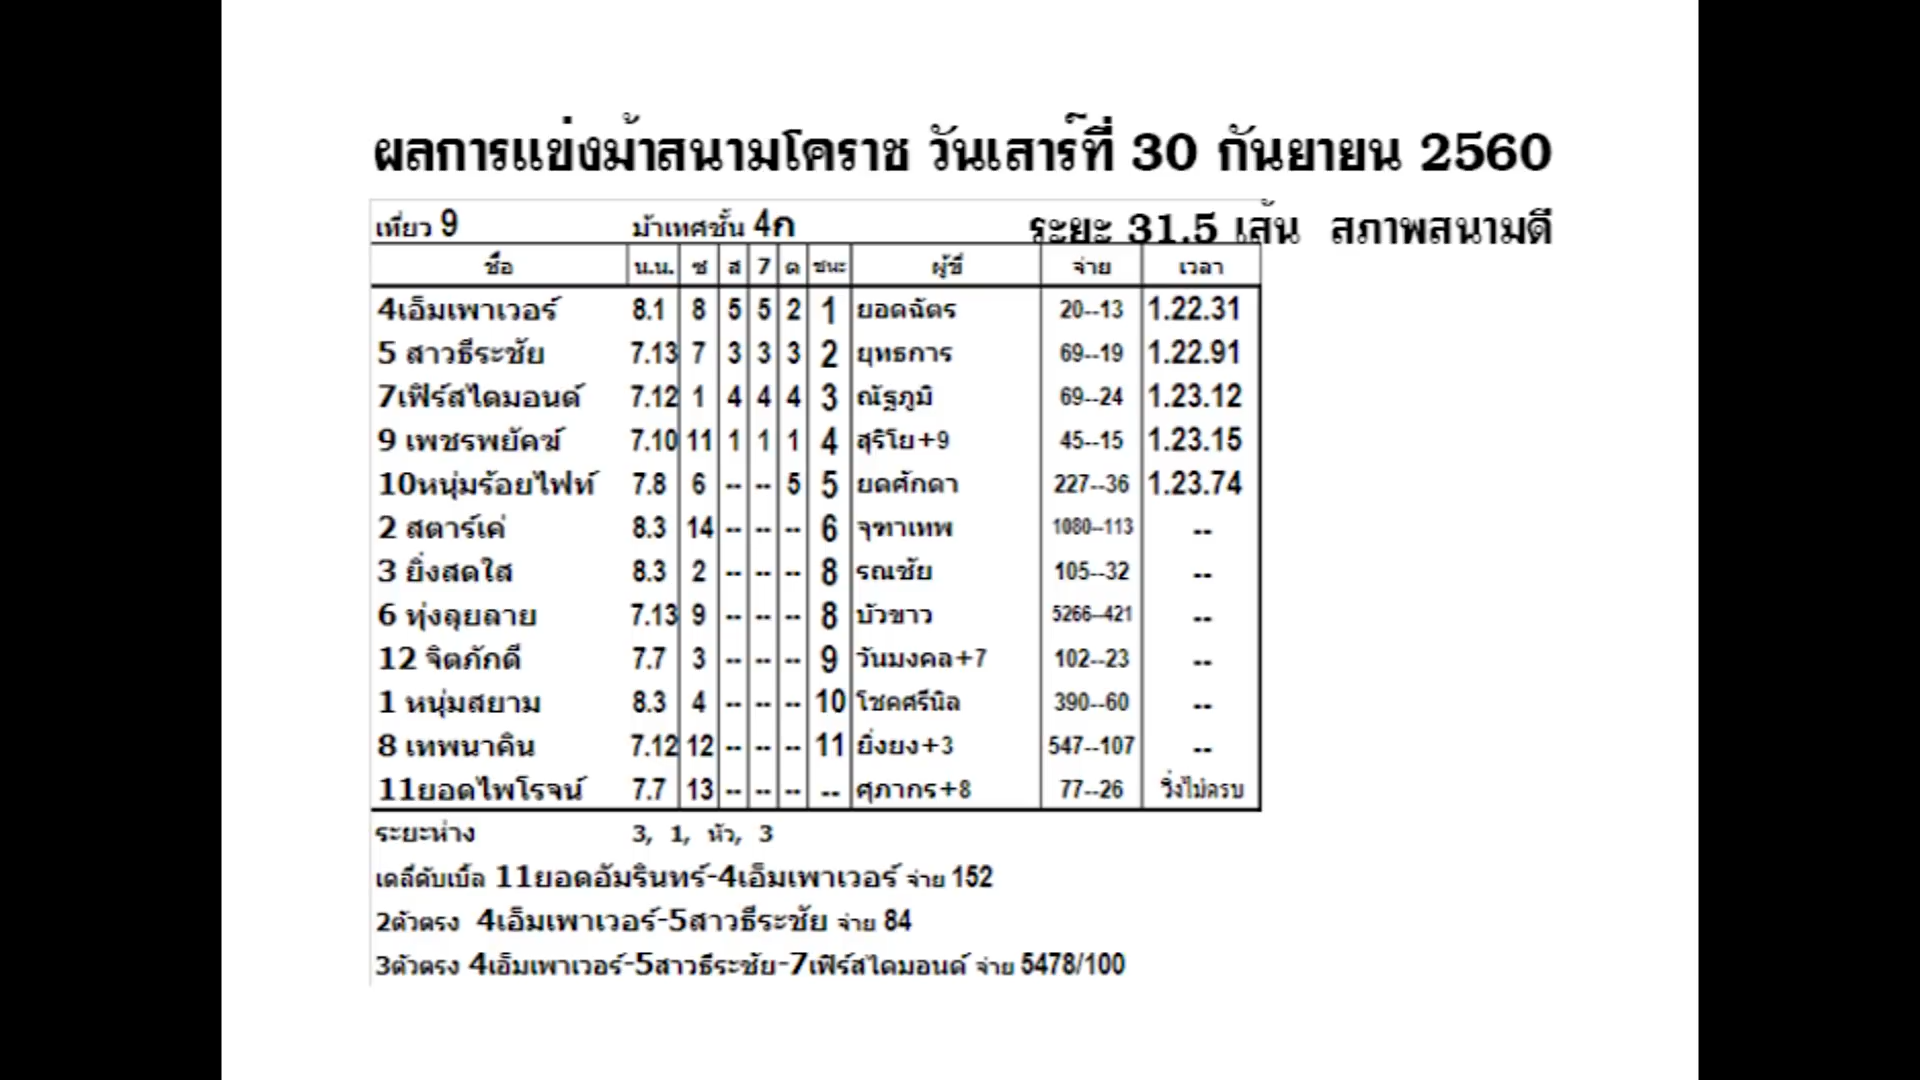 ผลการแข่งม้าสนามโคราช วันเสาร์ที่ 30 กันยายน 2560
เที่ยว 9 ม้าเทศชั้น 4ก ระยะ 31.5 เส้น สภาพสนามดี
ชื่อ น.น. ซ ส 7 ด ชนะ ผู้ขี่ จ่าย เวลา
4เอ็มเพาเวอร์ 8.1 8 5 5 2 1 ยอดฉัตร 20--13 1.22.31
5 สาวธีระชัย 7.13 7 3 3 3 2 ยุทธการ 69--19 1.22.91
7เฟิร์สไดมอนด์ 7.12 1 4 4 4 3 ณัฐภูมิ 69--24 1.23.12
9 เพชรพยัคฆ์ 7.10 11 1 1 1 4 สุริโย+9 45--15 1.23.15
10หนุ่มร้อยไฟท์ 7.8 6 -- -- 5 5 ยดศักดา 227--36 1.23.74
2 สตาร์เค่ 8.3 14 -- -- -- 6 จุฑาเทพ 1080--113 --
3 ยิ่งสดใส 8.3 2 -- -- -- 8 รณชัย 105--32 --
6 ทุ่งลุยลาย 7.13 9 -- -- -- 8 บัวขาว 5266--421 --
12 จิตภักดี 7.7 3 -- -- -- 9 วันมงคล+7 102--23 --
1 หนุ่มสยาม 8.3 4 -- -- -- 10 โชคศรีนิล 390--60 --
8 เทพนาคิน 7.12 12 -- -- -- 11 ยิ่งยง+3 547--107 --
11ยอดไพโรจน์ 7.7 13 -- -- -- -- ศุภากร+8 77--26 วิ่งไม่ครบ
ระยะห่าง 3, 1, หัว, 3
เดลี่ดับเบิ้ล 11ยอดอัมรินทร์-4เอ็มเพาเวอร์ จ่าย 152
2ตัวตรง 4เอ็มเพาเวอร์-5สาวธีระชัย จ่าย 84
3ตัวตรง 4เอ็มเพาเวอร์-5สาวธีระชัย-7เฟิร์สไดมอนด์ จ่าย 5478/100